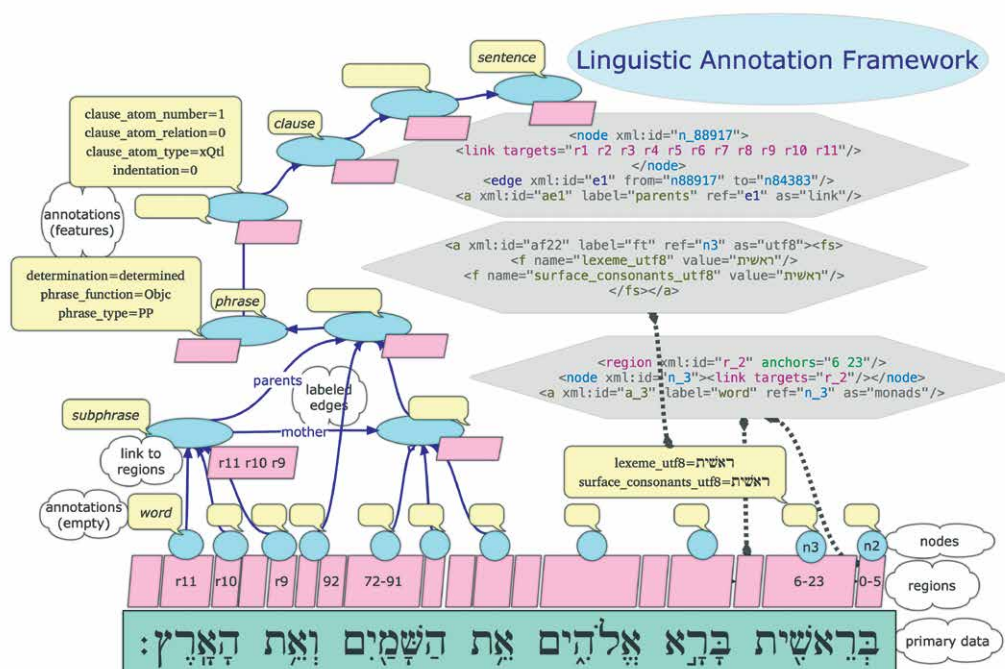 Linguistic Annotation Framework
sentence
clause
clause_atom_number=1
clause_atom_relation=0
clause_atom_type=xQtl
indentation=0
annotations
(features)
<node xml:id="n_88917">
<link targets="r1 r2 r3 r4 r5 r6 r7 r8 r9 r10 r11"/>
</node>
<edge xml:id="e1" from="n88917" to="n84383"/>
<a xml:id="ae1" label="parents" ref="e1" as="link"/>
<a xml:id="af22" label="ft" ref="n3" as="utf8"><fs>
<f name="lexeme_utf8" value="ראשית"/>
<f name="surface_consonants_utf8" value="ראשית"/>
</fs></a>
determination=determined
phrase_function=Objc
phrase_type=PP
phrase
<region xml:id="r_2" anchors="6 23"/>
<node xml:id="n_3"><link targets="r_2"/></node>
<a xml:id="a_3" label="word" ref="n_3" as="monads"/>
parents
labeled
edges
mother
subphrase
link to
regions
r11 r10 r9
lexeme_utf8=ראשית
surface_consonants_utf8=ראשית
annotations
(empty)
word
n3
n2
nodes
r11
r10
r9
92
72-91
6-23
0-5
regions
בְּרֵאשִׁ֖ית בָּרָ֣א אֱלֹהִ֑ים אֵ֥ת הַשָּׁמַ֖יִם וְאֵ֥ת הָאָֽרֶץ׃
primary data